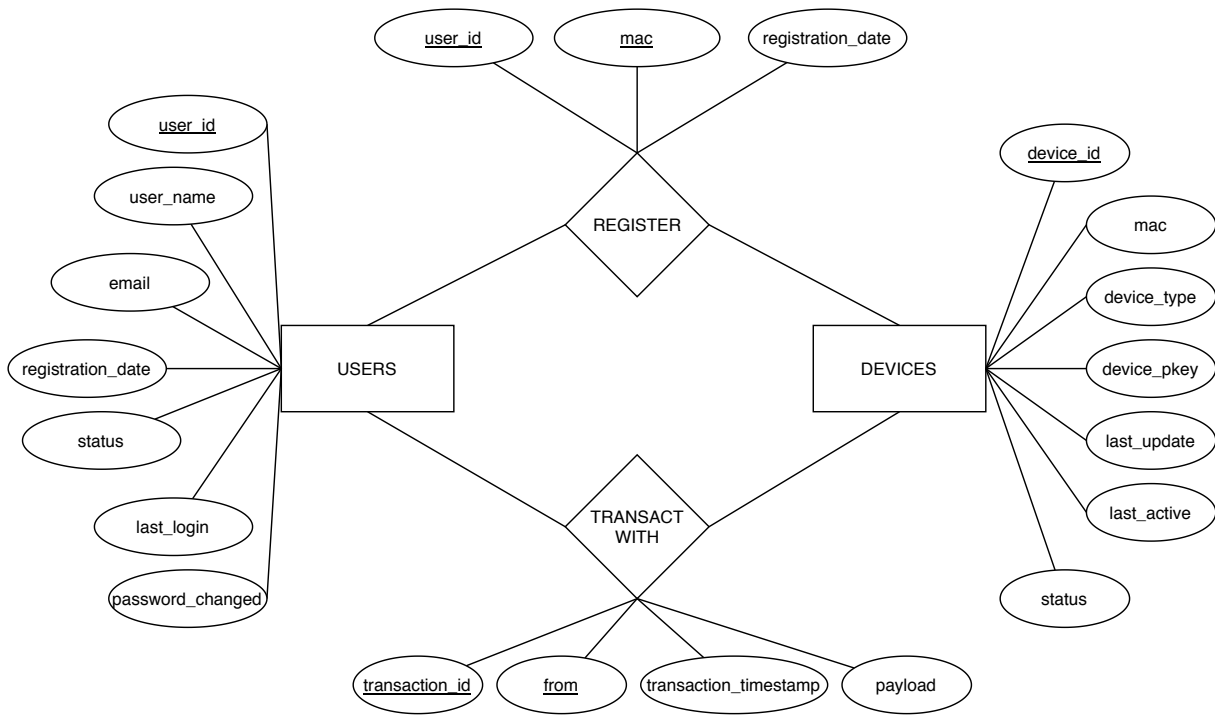 user_id
mac
registration_date
user_id
user_name
email
registration_date
status
last_login
password_changed
REGISTER
USERS
DEVICES
TRANSACT
WITH
device_id
mac
device_type
device_pkey
last_update
last_active
status
transaction_id
from
transaction_timestamp
payload